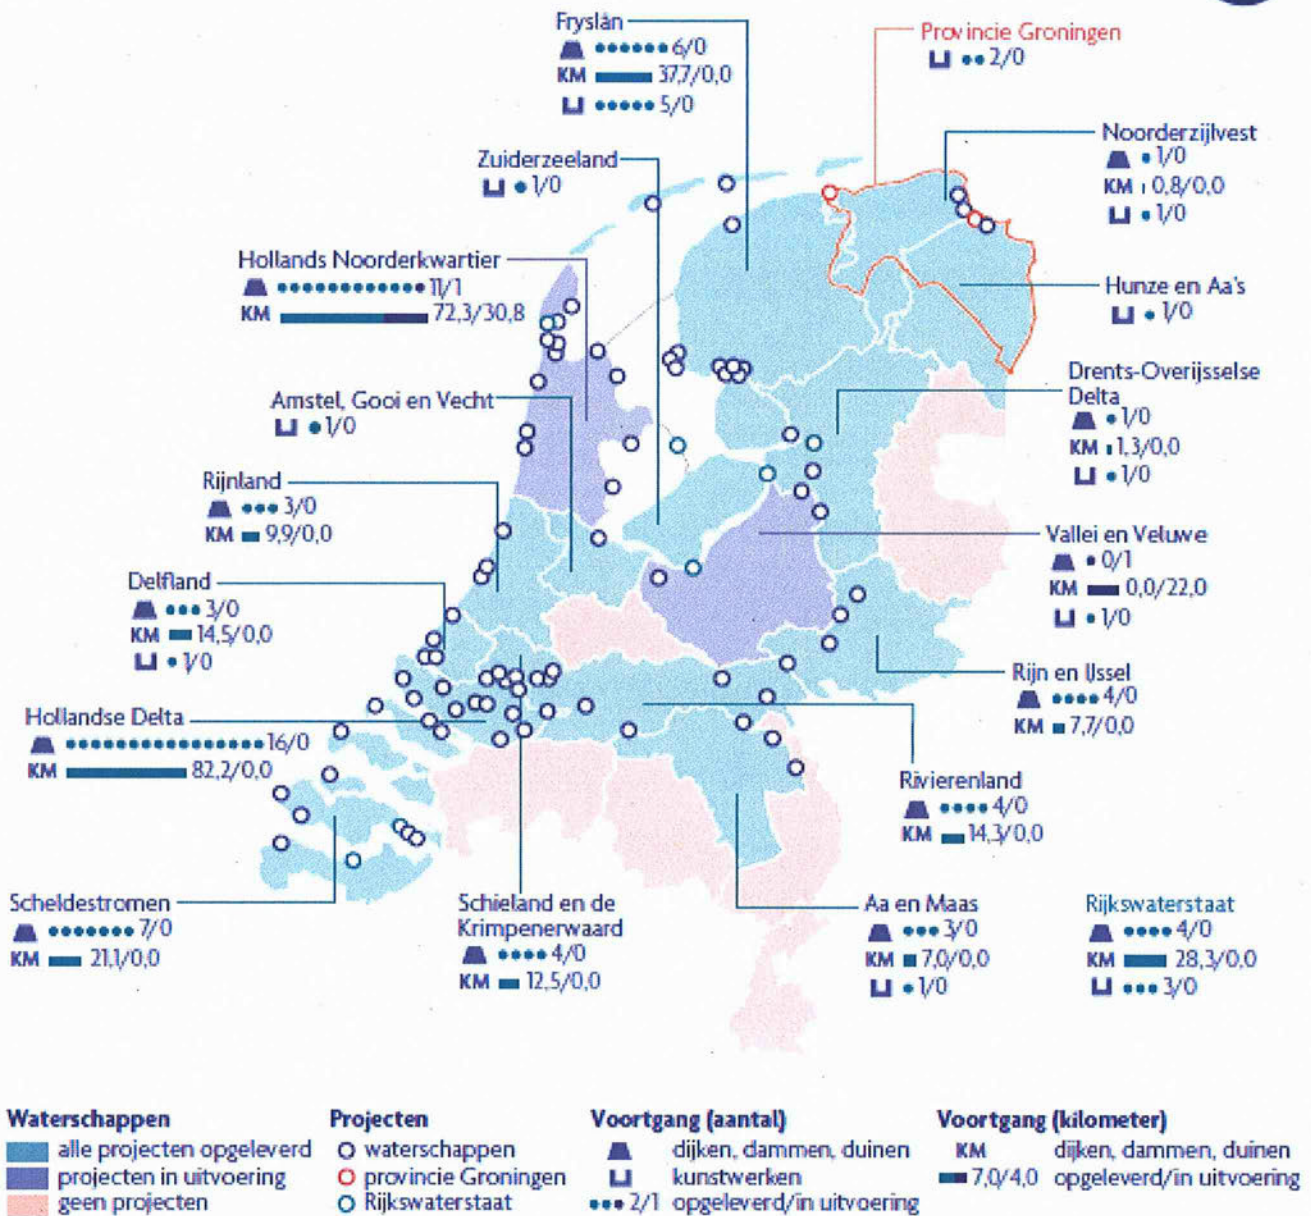 Fryslân
6/0
KM 37,7/0,0
5/0
Provincie Groningen
2/0
Zuiderzeeland
1/0
Noorderzijlvest
1/0
KM 0,8/0,0
1/0
Hollands Noorderkwartier
11/1
KM 72,3/30,8
Hunze en Aa's
1/0
Amstel, Gooi en Vecht
1/0
Drents-Overijsselse
Delta
1/0
KM 1,3/0,0
1/0
Rijnland
3/0
KM 9,9/0,0
Vallei en Veluwe
0/1
KM 0,0/22,0
1/0
Delfland
3/0
KM 14,5/0,0
1/0
Rijn en IJssel
4/0
KM 7,7/0,0
Hollandse Delta
16/0
KM 82,2/0,0
Rivierenland
4/0
KM 14,3/0,0
Scheldestromen
7/0
KM 21,1/0,0
Schieland en de
Krimpenerwaard
4/0
KM 12,5/0,0
Aa en Maas
3/0
KM 7,0/0,0
1/0
Rijkswaterstaat
4/0
KM 28,3/0,0
3/0
Waterschappen
alle projecten opgeleverd
projecten in uitvoering
geen projecten
Projecten
waterschappen
provincie Groningen
Rijkswaterstaat
Voortgang (aantal)
dijken, dammen, duinen
kunstwerken
2/1 opgeleverd/in uitvoering
Voortgang (kilometer)
KM dijken, dammen, duinen
7,0/4,0 opgeleverd/in uitvoering